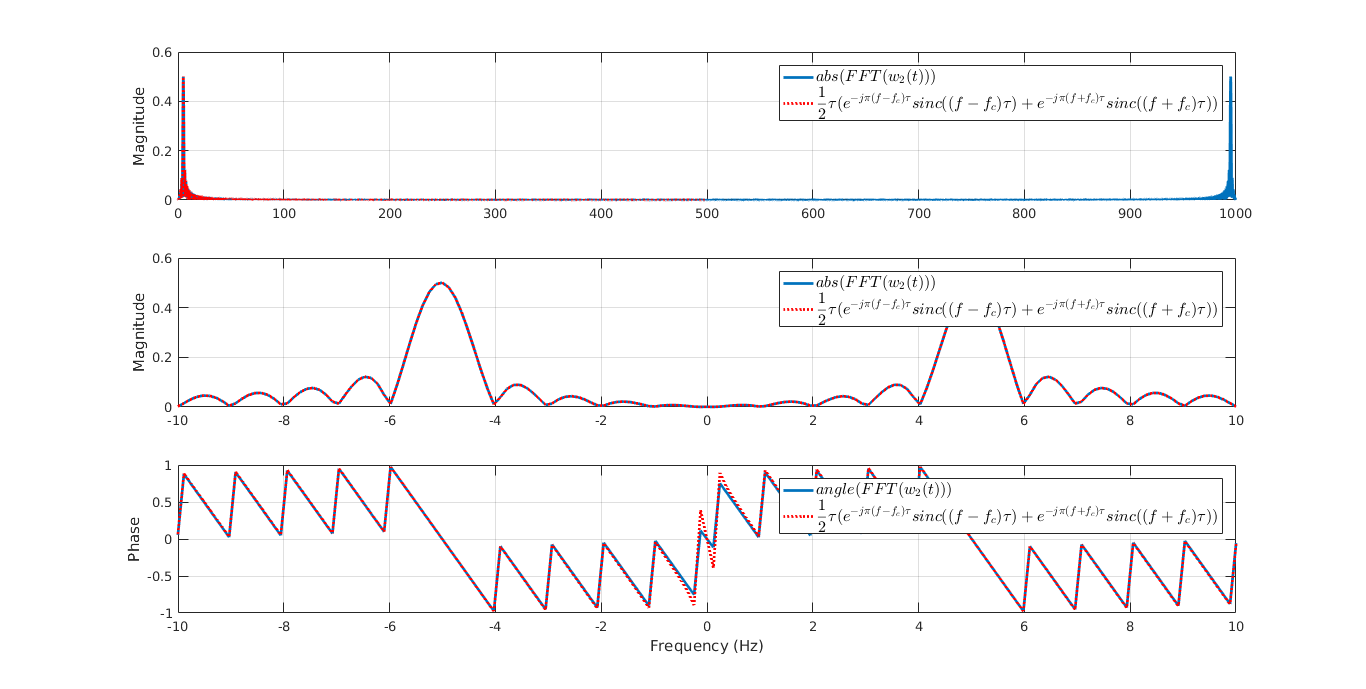 0.6
0.4
0.2
0
Magnitude
0 100 200 300 400 500 600 700 800 900 1000
abs(FFT(w₂(t)))
1/2 τ(e^{-jπ(f-f_c)τ} sinc((f − f_c)τ) + e^{-jπ(f+f_c)τ} sinc((f + f_c)τ))
0.6
0.4
0.2
0
Magnitude
-10 -8 -6 -4 -2 0 2 4 6 8 10
abs(FFT(w₂(t)))
1/2 τ(e^{-jπ(f-f_c)τ} sinc((f − f_c)τ) + e^{-jπ(f+f_c)τ} sinc((f + f_c)τ))
1
0.5
0
-0.5
-1
Phase
-10 -8 -6 -4 -2 0 2 4 6 8 10
Frequency (Hz)
angle(FFT(w₂(t)))
1/2 τ(e^{-jπ(f-f_c)τ} sinc((f − f_c)τ) + e^{-jπ(f+f_c)τ} sinc((f + f_c)τ))